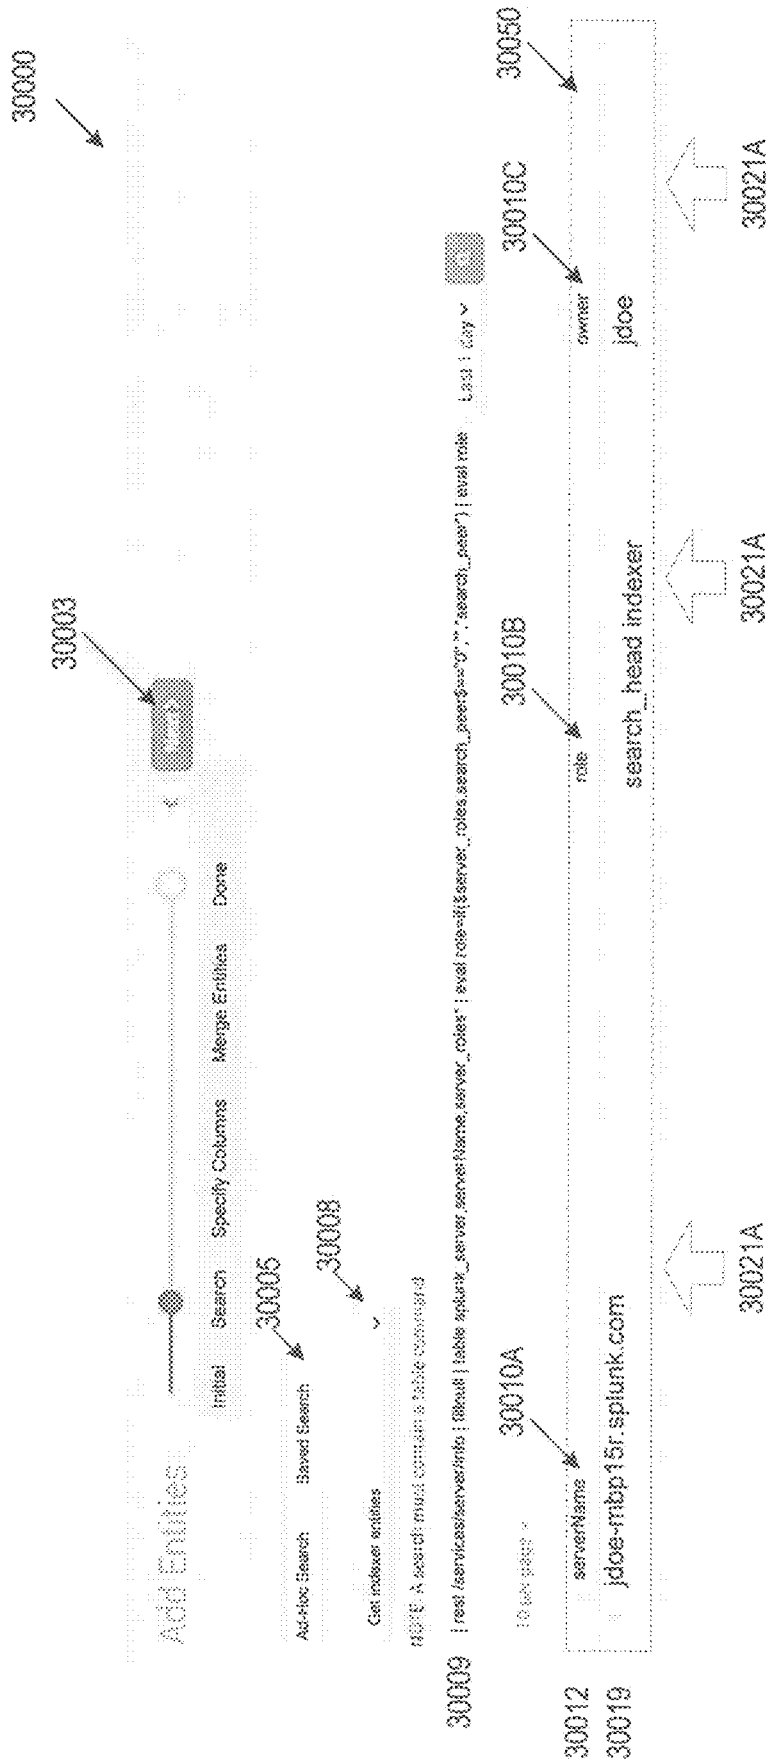 30000
30003
Add Entities
Initial Search Specify Columns Merge Entities Done
30005
Ad-Hoc Search Saved Search
30008
Get indexer entities
NOTE: A search must contain a table command
30009
| rest /services/server/info | fillnull | table splunk_server,serverName,server_roles* | eval role=if($server_roles.search_peer$=="0","","search_peer") | eval role
Last 1 day
10 per page
30010A
30010B
30010C
30050
30012
serverName role owner
30019
jdoe-mbp15r.splunk.com search_head indexer jdoe
30021A
30021A
30021A